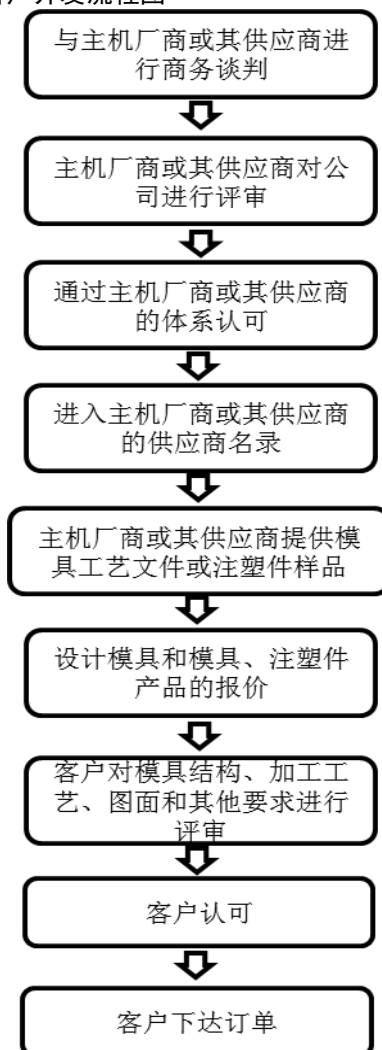 与主机厂商或其供应商进
行商务谈判
主机厂商或其供应商对公
司进行评审
通过主机厂商或其供应商
的体系认可
进入主机厂商或其供应商
的供应商名录
主机厂商或其供应商提供模
具工艺文件或注塑件样品
设计模具和模具、注塑件
产品的报价
客户对模具结构、加工工
艺、图面和其他要求进行
评审
客户认可
客户下达订单